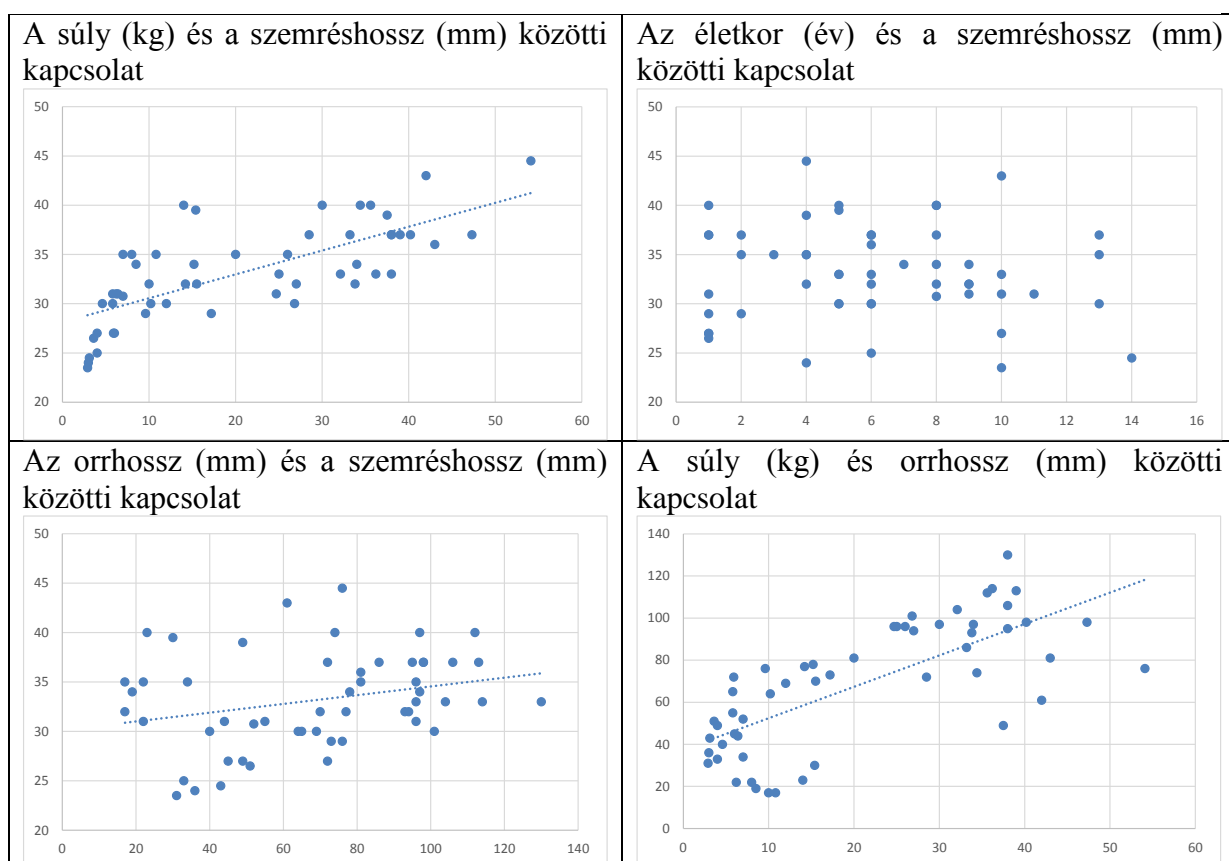 A súly (kg) és a szemréshossz (mm) közötti
kapcsolat
50
45
40
35
30
25
20
0 10 20 30 40 50 60
Az életkor (év) és a szemréshossz (mm)
közötti kapcsolat
50
45
40
35
30
25
20
0 2 4 6 8 10 12 14 16
Az orrhossz (mm) és a szemréshossz (mm)
közötti kapcsolat
50
45
40
35
30
25
20
0 20 40 60 80 100 120 140
A súly (kg) és orrhossz (mm) közötti
kapcsolat
140
120
100
80
60
40
20
0
0 10 20 30 40 50 60